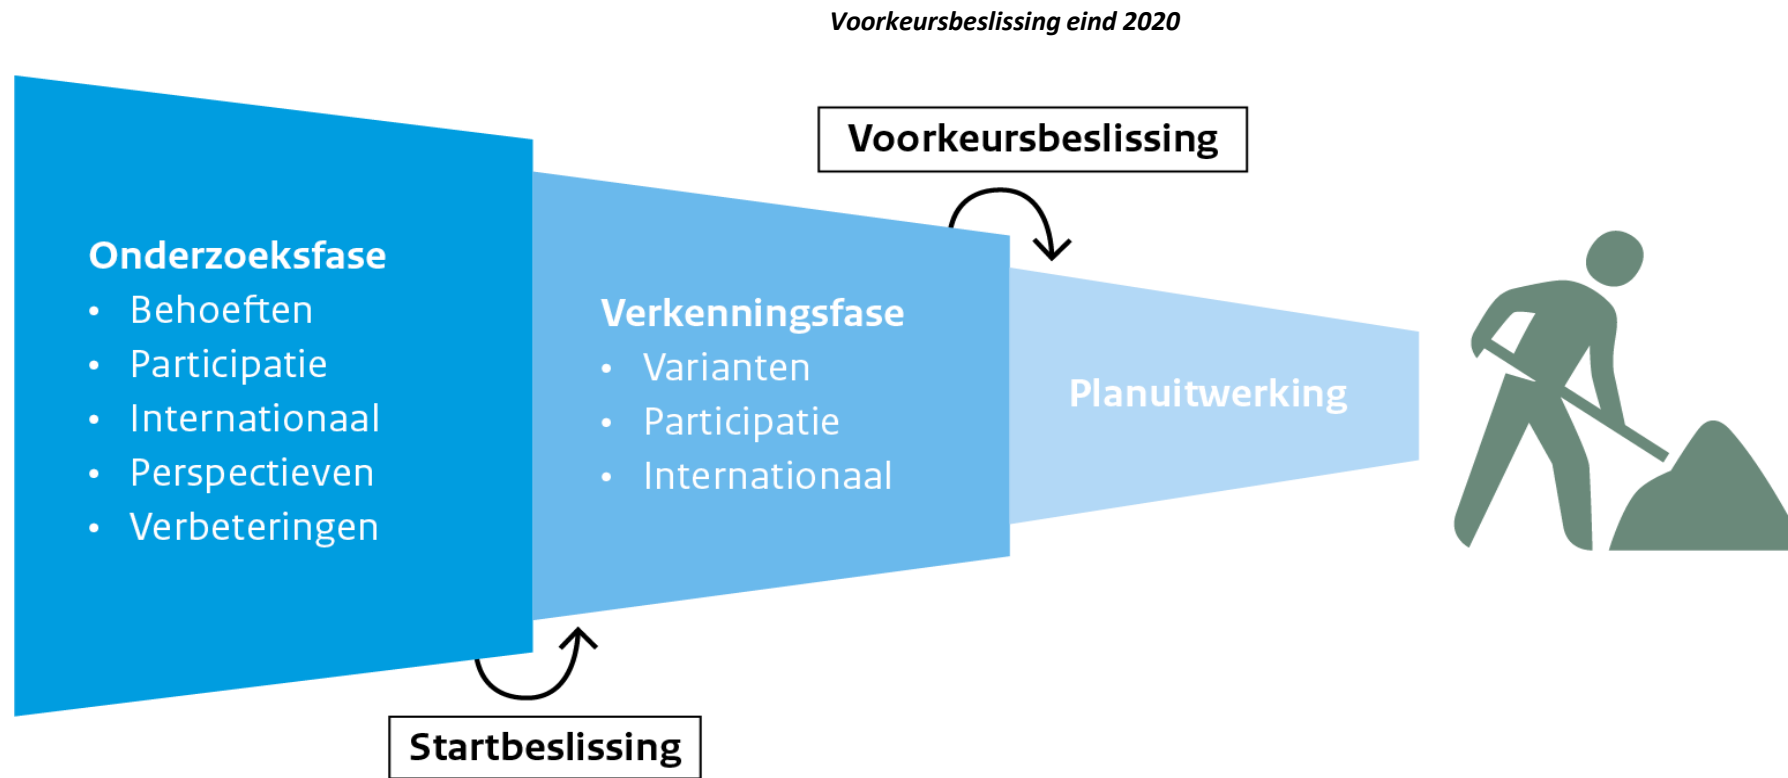 Voorkeursbeslissing eind 2020
Voorkeursbeslissing
Onderzoeksfase
• Behoeften
• Participatie
• Internationaal
• Perspectieven
• Verbeteringen
Verkenningsfase
• Varianten
• Participatie
• Internationaal
Planuitwerking
Startbeslissing